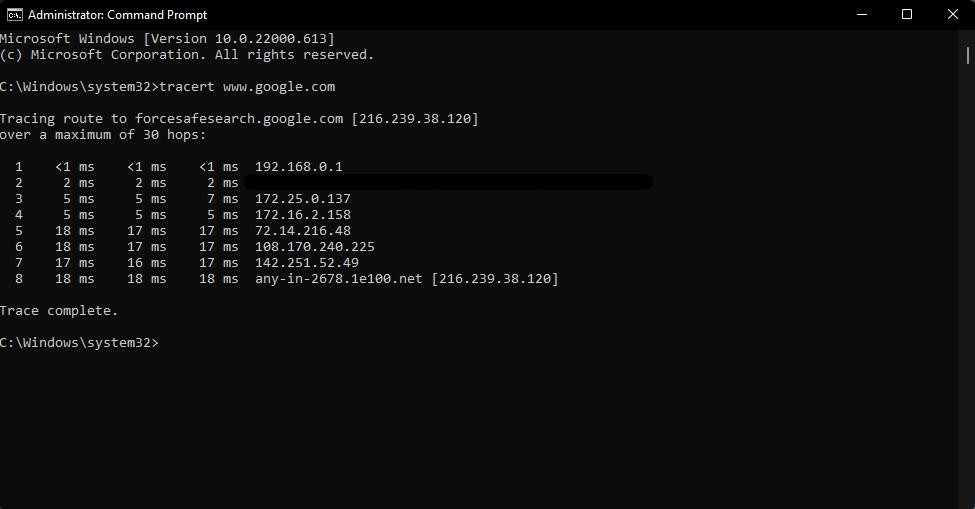 Administrator: Command Prompt
Microsoft Windows [Version 10.0.22000.613]
(c) Microsoft Corporation. All rights reserved.
C:\Windows\system32>tracert www.google.com
Tracing route to forcesafesearch.google.com [216.239.38.120]
over a maximum of 30 hops:
1 <1 ms <1 ms <1 ms 192.168.0.1
2 2 ms 2 ms 2 ms
3 5 ms 5 ms 7 ms 172.25.0.137
4 5 ms 5 ms 5 ms 172.16.2.158
5 18 ms 17 ms 17 ms 72.14.216.48
6 18 ms 17 ms 17 ms 108.170.240.225
7 17 ms 16 ms 17 ms 142.251.52.49
8 18 ms 18 ms 18 ms any-in-2678.1e100.net [216.239.38.120]
Trace complete.
C:\Windows\system32>